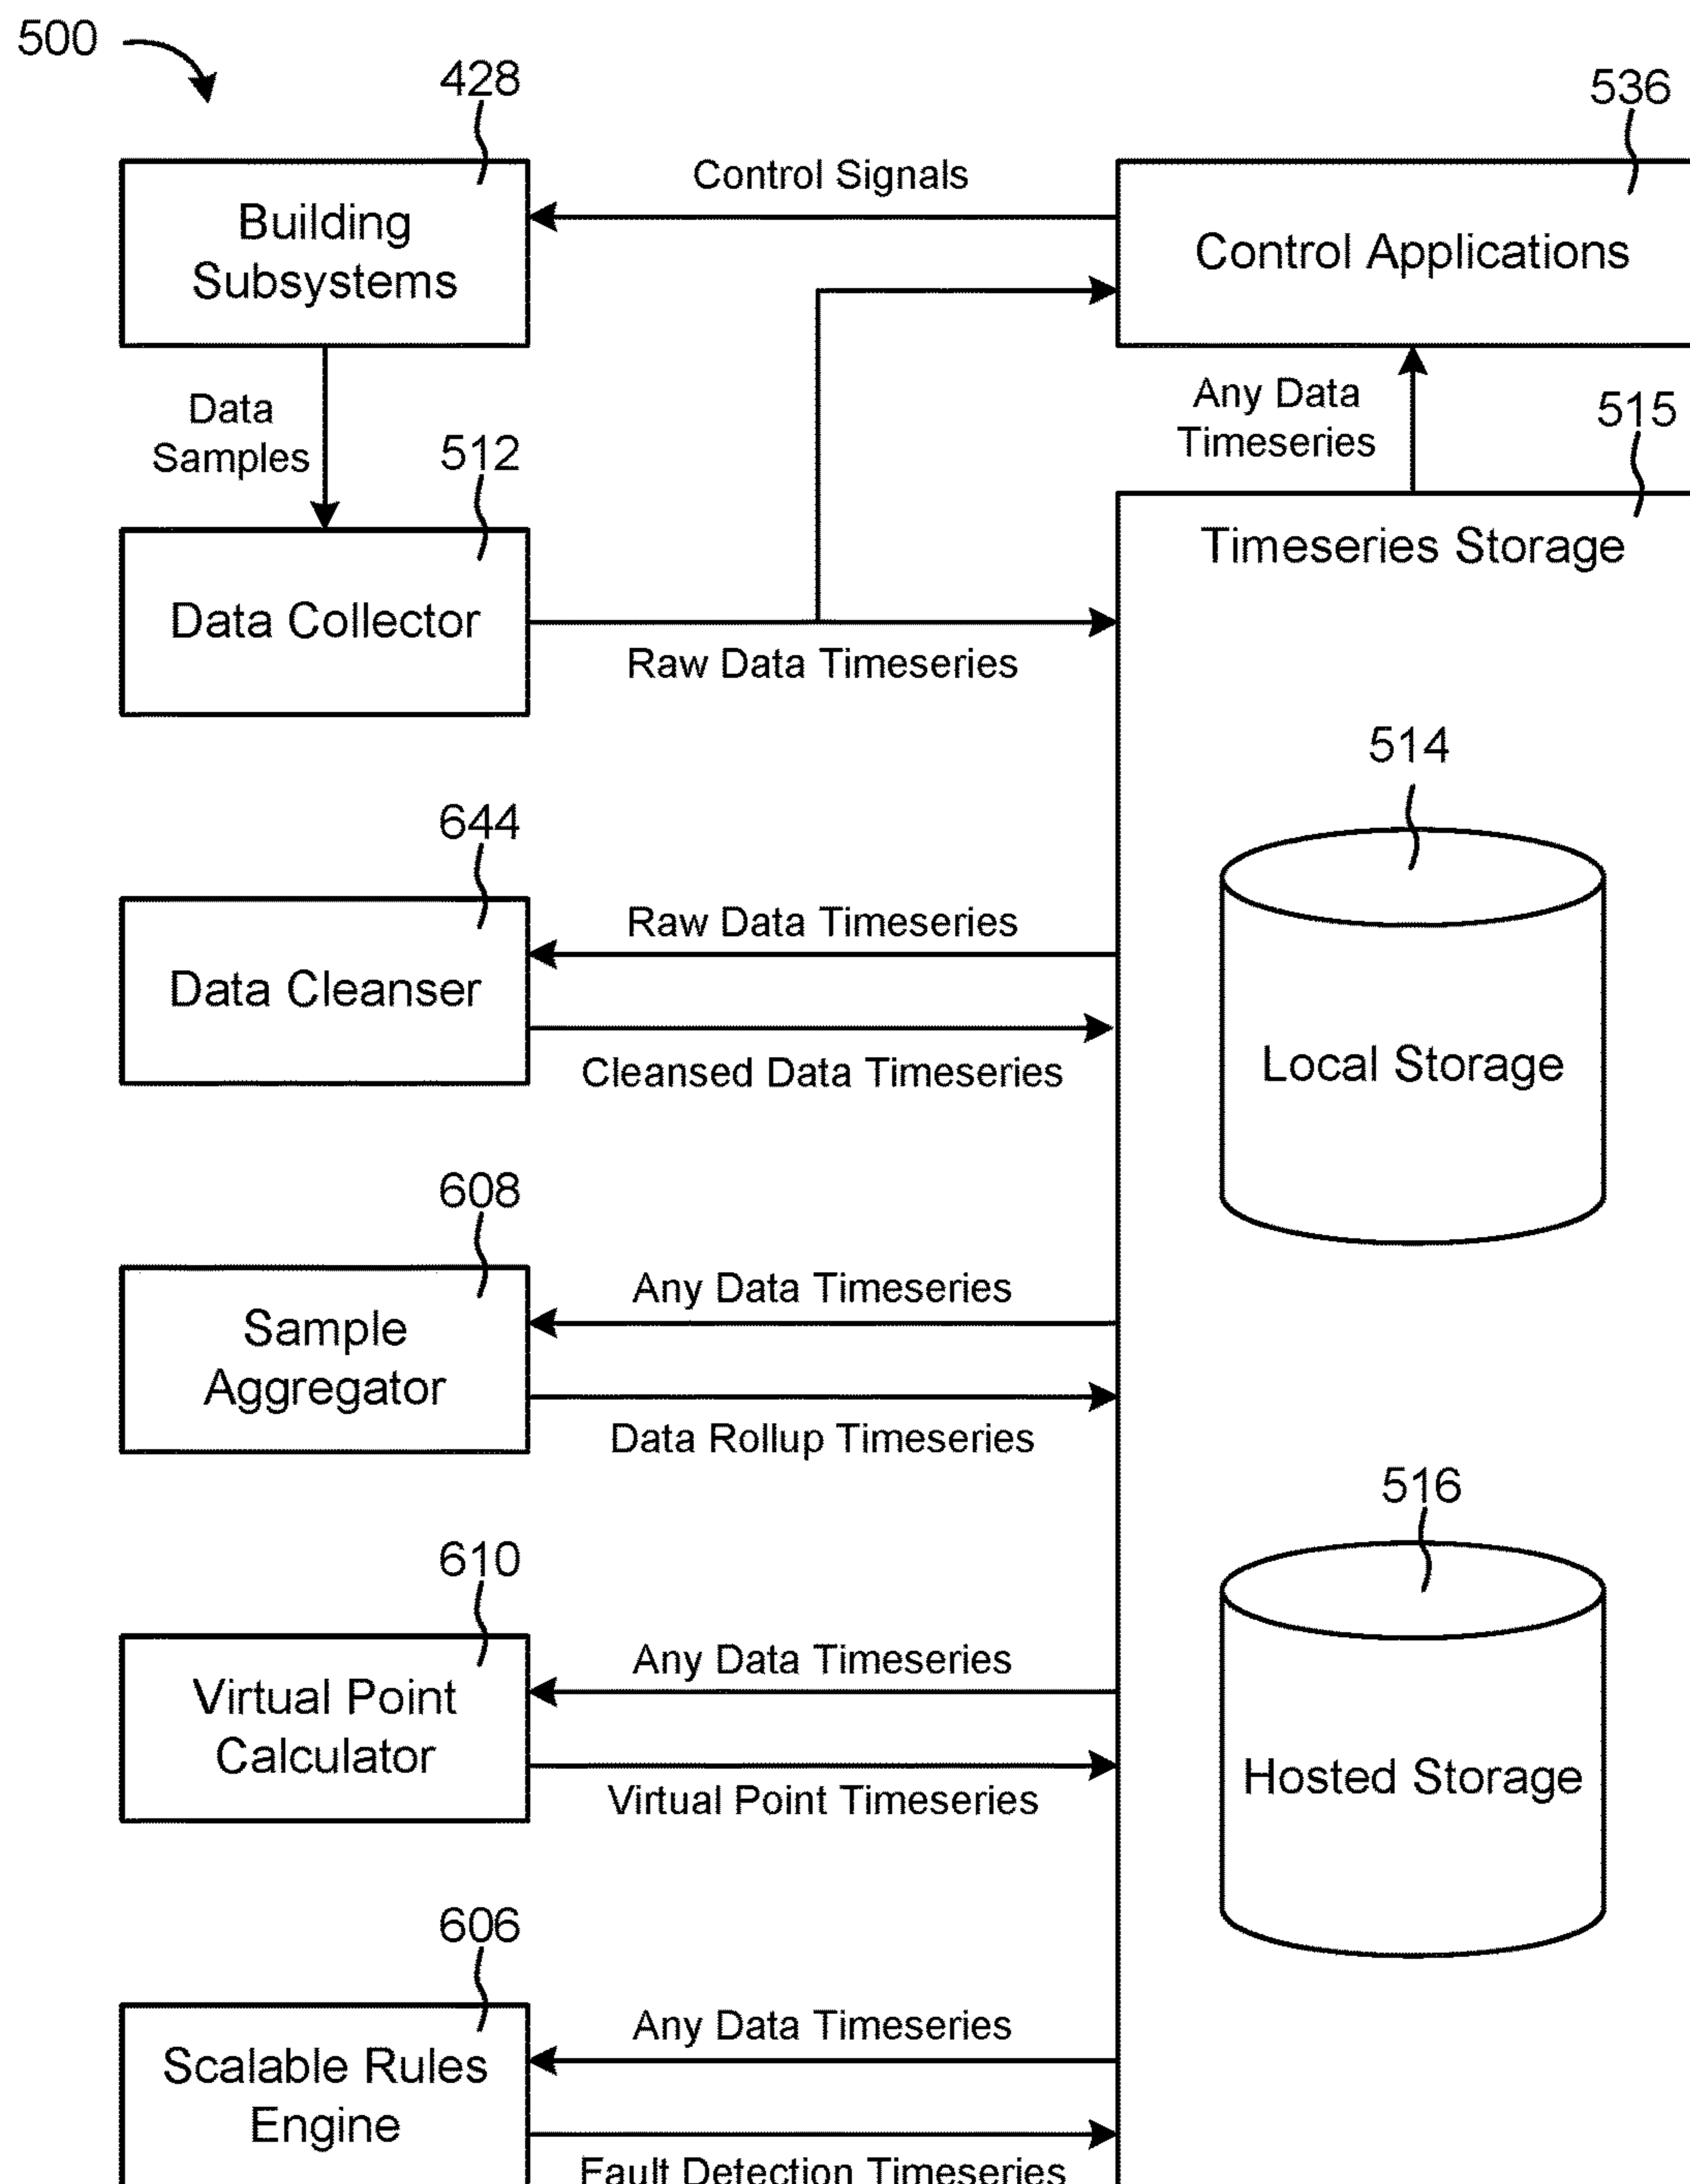 500
428
536
Control Signals
Building
Subsystems
Control Applications
Data
Samples
Any Data
Timeseries
515
512
Timeseries Storage
Data Collector
Raw Data Timeseries
514
644
Raw Data Timeseries
Data Cleanser
Cleansed Data Timeseries
Local Storage
608
Any Data Timeseries
Sample
Aggregator
Data Rollup Timeseries
516
610
Any Data Timeseries
Virtual Point
Calculator
Virtual Point Timeseries
Hosted Storage
606
Any Data Timeseries
Scalable Rules
Engine
Fault Detection Timeseries